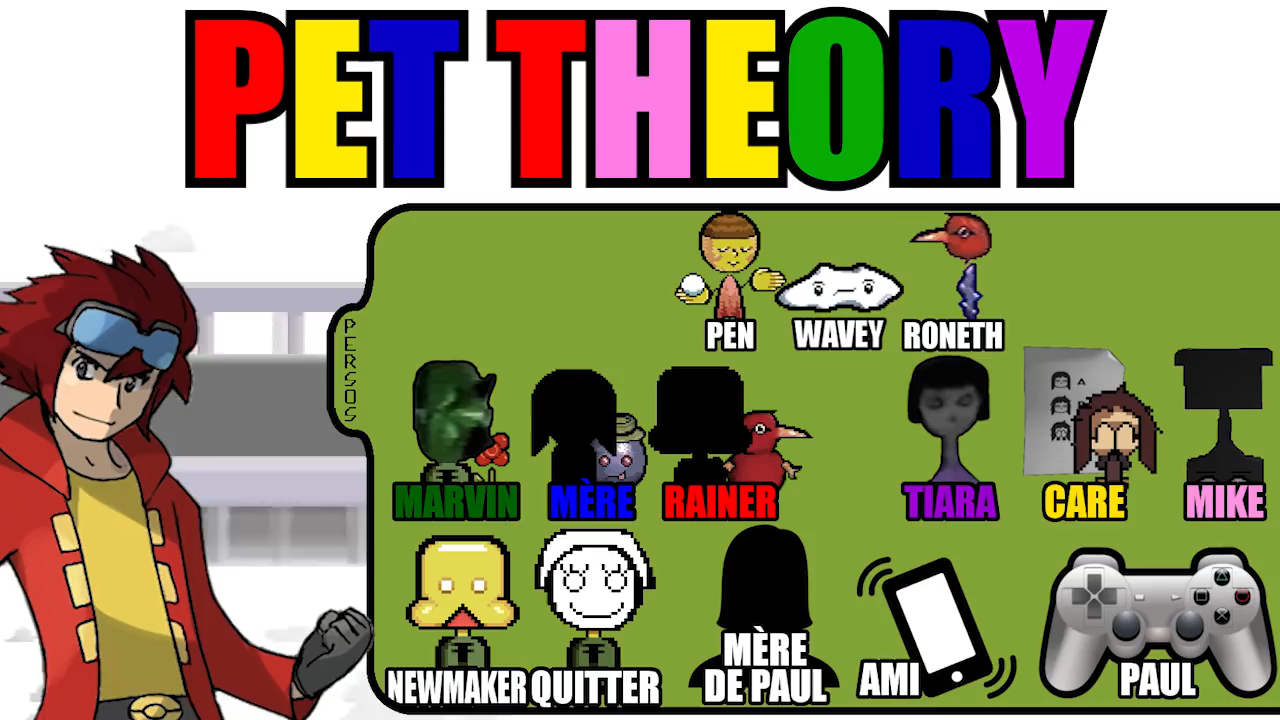 PET THEORY
PERSOS
PEN WAVEY RONETH
MARVIN MÈRE RAINER TIARA CARE MIKE
A
NEWMAKER QUITTER MÈRE DE PAUL AMI PAUL